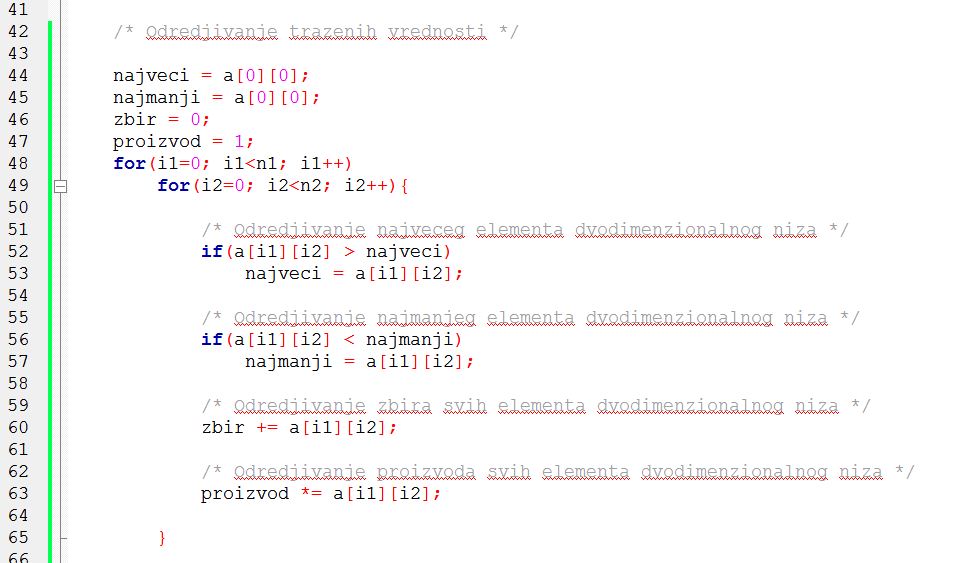 41
42 /* Odredjivanje trazenih vrednosti */
43
44 najveci = a[0][0];
45 najmanji = a[0][0];
46 zbir = 0;
47 proizvod = 1;
48 for(i1=0; i1<n1; i1++)
49 for(i2=0; i2<n2; i2++){
50
51 /* Odredjivanje najveceg elementa dvodimenzionalnog niza */
52 if(a[i1][i2] > najveci)
53 najveci = a[i1][i2];
54
55 /* Odredjivanje najmanjeg elementa dvodimenzionalnog niza */
56 if(a[i1][i2] < najmanji)
57 najmanji = a[i1][i2];
58
59 /* Odredjivanje zbira svih elementa dvodimenzionalnog niza */
60 zbir += a[i1][i2];
61
62 /* Odredjivanje proizvoda svih elementa dvodimenzionalnog niza */
63 proizvod *= a[i1][i2];
64
65 }
66